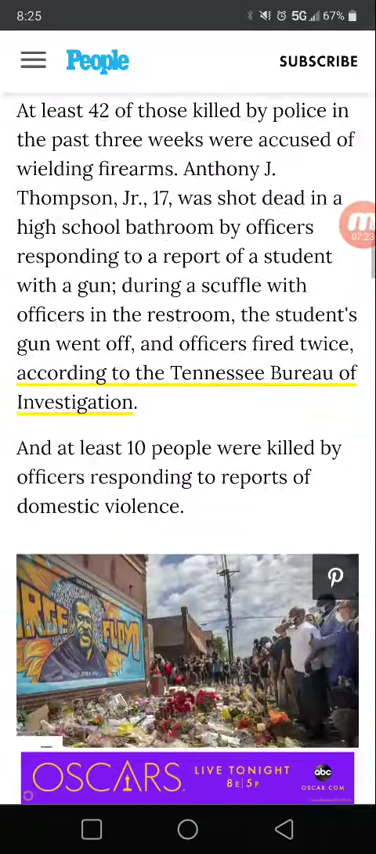 8:25
5G 67%
People
SUBSCRIBE
At least 42 of those killed by police in
the past three weeks were accused of
wielding firearms. Anthony J.
Thompson, Jr., 17, was shot dead in a
high school bathroom by officers
07:23
responding to a report of a student
with a gun; during a scuffle with
officers in the restroom, the student's
gun went off, and officers fired twice,
according to the Tennessee Bureau of
Investigation.
And at least 10 people were killed by
officers responding to reports of
domestic violence.
RGE FLOYD
OSCARS LIVE TONIGHT
8E|5P
abc
OSCAR.COM